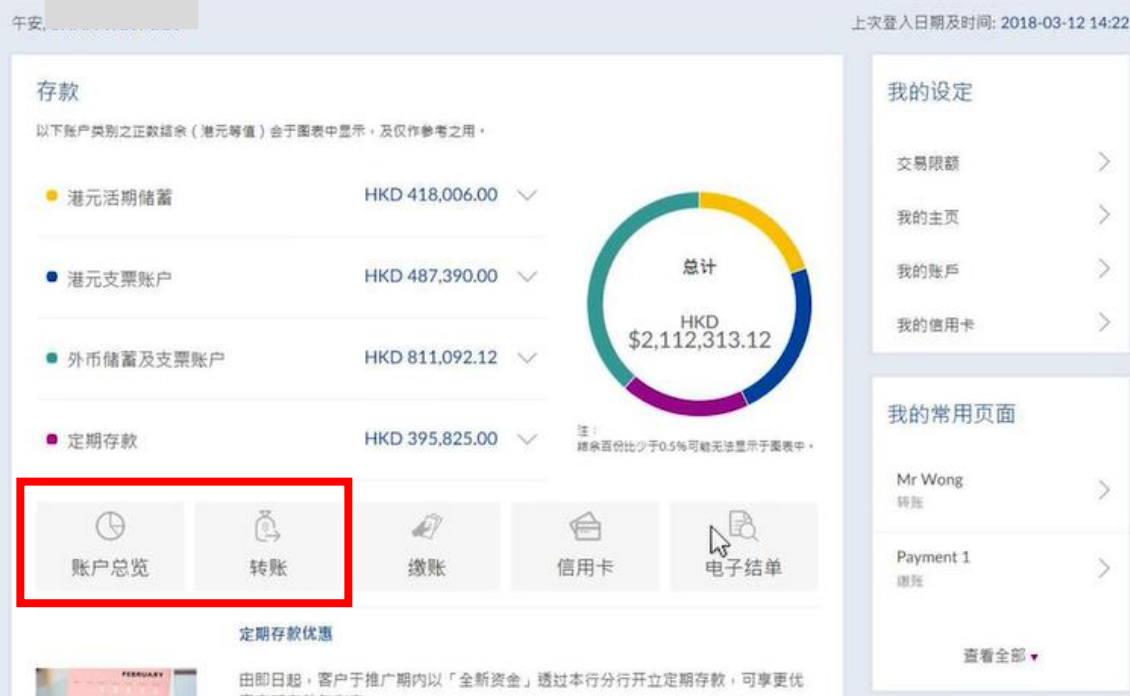 午安,
上次登入日期及时间: 2018-03-12 14:22
存款
以下账户类别之正数结余（港元等值）会于图表中显示，及仅作参考之用。
港元活期储蓄 HKD 418,006.00
港元支票账户 HKD 487,390.00
外币储蓄及支票账户 HKD 811,092.12
定期存款 HKD 395,825.00
总计
HKD
$2,112,313.12
注：
结余百份比少于0.5%可能无法显示于图表中。
账户总览
转账
缴账
信用卡
电子结单
定期存款优惠
FEBRUARY
由即日起，客户于推广期内以「全新资金」透过本行分行开立定期存款，可享更优
我的设定
交易限额
我的主页
我的账戶
我的信用卡
我的常用页面
Mr Wong
转账
Payment 1
缴账
查看全部